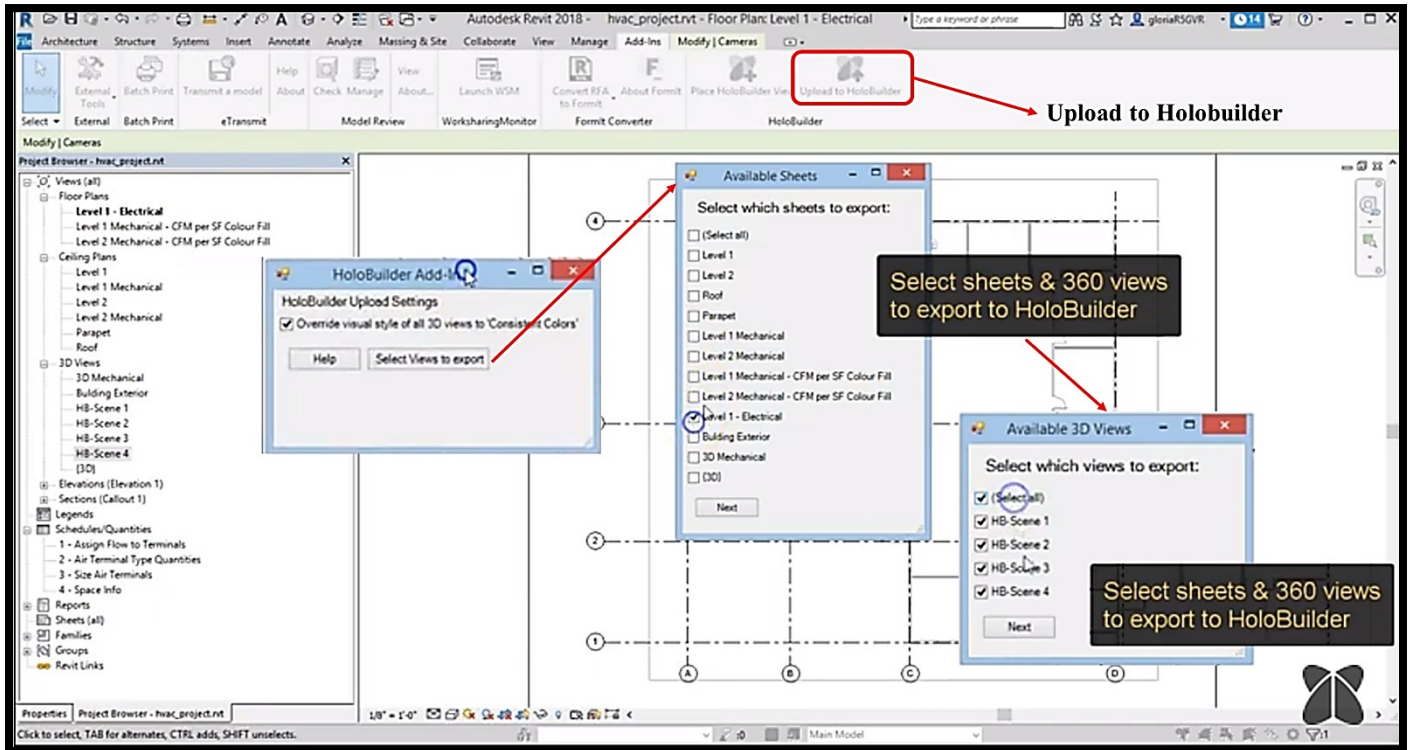 Autodesk Revit 2018 - hvac_project.rvt - Floor Plan: Level 1 - Electrical
Type a keyword or phrase
gloriaR5GVR
14
File Architecture Structure Systems Insert Annotate Analyze Massing & Site Collaborate View Manage Add-Ins Modify | Cameras
Modify
External Tools
Batch Print
Transmit a model
Help
About
Check
Manage
View
About...
Launch WSM
Convert RFA to Formit
About Formit
Place HoloBuilder View
Upload to HoloBuilder
Select
External
Batch Print
eTransmit
Model Review
WorksharingMonitor
FormIt Converter
HoloBuilder
Upload to Holobuilder
Modify | Cameras
Project Browser - hvac_project.rvt
Views (all)
Floor Plans
Level 1 - Electrical
Level 1 Mechanical - CFM per SF Colour Fill
Level 2 Mechanical - CFM per SF Colour Fill
Ceiling Plans
Level 1
Level 1 Mechanical
Level 2
Level 2 Mechanical
Parapet
Roof
3D Views
3D Mechanical
Bulding Exterior
HB-Scene 1
HB-Scene 2
HB-Scene 3
HB-Scene 4
{3D}
Elevations (Elevation 1)
Sections (Callout 1)
Legends
Schedules/Quantities
1 - Assign Flow to Terminals
2 - Air Terminal Type Quantities
3 - Size Air Terminals
4 - Space Info
Reports
Sheets (all)
Families
Groups
Revit Links
Properties
Project Browser - hvac_project.rvt
HoloBuilder Add-In
HoloBuilder Upload Settings
Override visual style of all 3D views to 'Consistent Colors'
Help
Select Views to export
Available Sheets
Select which sheets to export:
(Select all)
Level 1
Level 2
Roof
Parapet
Level 1 Mechanical
Level 2 Mechanical
Level 1 Mechanical - CFM per SF Colour Fill
Level 2 Mechanical - CFM per SF Colour Fill
Level 1 - Electrical
Bulding Exterior
3D Mechanical
{3D}
Next
Select sheets & 360 views
to export to HoloBuilder
Available 3D Views
Select which views to export:
(Select all)
HB-Scene 1
HB-Scene 2
HB-Scene 3
HB-Scene 4
Next
Select sheets & 360 views
to export to HoloBuilder
4
2
1
A
B
C
D
1/8" = 1'-0"
Click to select, TAB for alternates, CTRL adds, SHIFT unselects.
:0
Main Model
:1